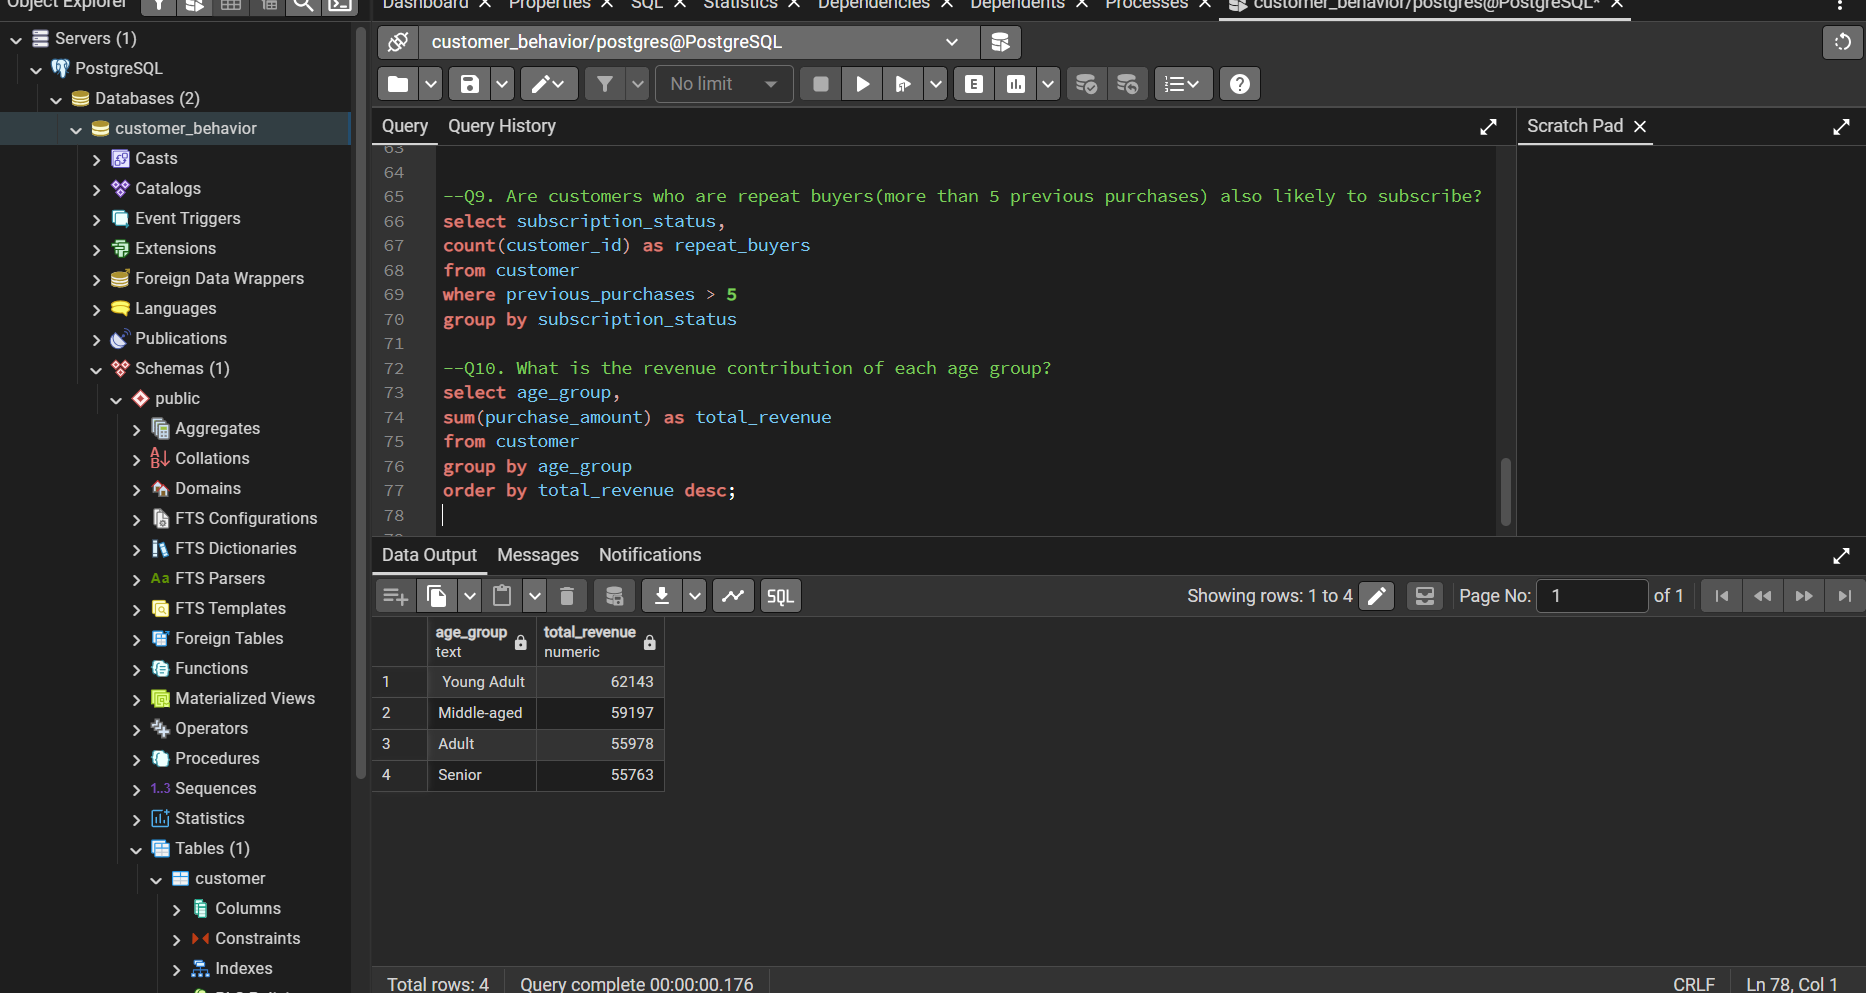 Object Explorer
Dashboard Properties SQL Statistics Dependencies Dependents Processes customer_behavior/postgres@PostgreSQL*
Servers (1)
PostgreSQL
Databases (2)
customer_behavior
Casts
Catalogs
Event Triggers
Extensions
Foreign Data Wrappers
Languages
Publications
Schemas (1)
public
Aggregates
Collations
Domains
FTS Configurations
FTS Dictionaries
Aa FTS Parsers
FTS Templates
Foreign Tables
Functions
Materialized Views
Operators
Procedures
1..3 Sequences
Statistics
Tables (1)
customer
Columns
Constraints
Indexes
customer_behavior/postgres@PostgreSQL
No limit
E
Query Query History
Scratch Pad
63
64
65 --Q9. Are customers who are repeat buyers(more than 5 previous purchases) also likely to subscribe?
66 select subscription_status,
67 count(customer_id) as repeat_buyers
68 from customer
69 where previous_purchases > 5
70 group by subscription_status
71
72 --Q10. What is the revenue contribution of each age group?
73 select age_group,
74 sum(purchase_amount) as total_revenue
75 from customer
76 group by age_group
77 order by total_revenue desc;
78
Data Output Messages Notifications
SQL
Showing rows: 1 to 4
Page No: 1 of 1
age_group text
total_revenue numeric
1 Young Adult 62143
2 Middle-aged 59197
3 Adult 55978
4 Senior 55763
Total rows: 4 Query complete 00:00:00.176 CRLF Ln 78, Col 1